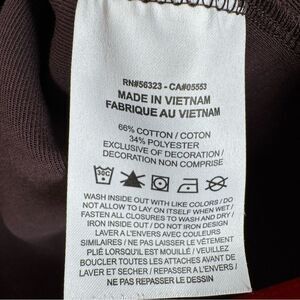 RN#56323 - CA#05553
MADE IN VIETNAM
FABRIQUE AU VIETNAM
66% COTTON / COTON
34% POLYESTER
EXCLUSIVE OF DECORATION /
DECORATION NON COMPRISE
30C
WASH INSIDE OUT WITH LIKE COLORS / DO
NOT ALLOW TO LAY ON ITSELF WHEN WET /
FASTEN ALL CLOSURES TO WASH AND DRY /
IRON INSIDE OUT / DO NOT IRON DESIGN
LAVER A L'ENVERS AVEC COULEURS
SIMILAIRES / NE PAS LAISSER LE VÊTEMENT
PLIÉ LORSQU'IL EST MOUILLÉ / VEUILLEZ
BOUCLER TOUTES LES ATTACHES AVANT DE
LAVER ET SECHER / REPASSER A L'ENVERS /
NE PAS REPASSER LE DESSIN